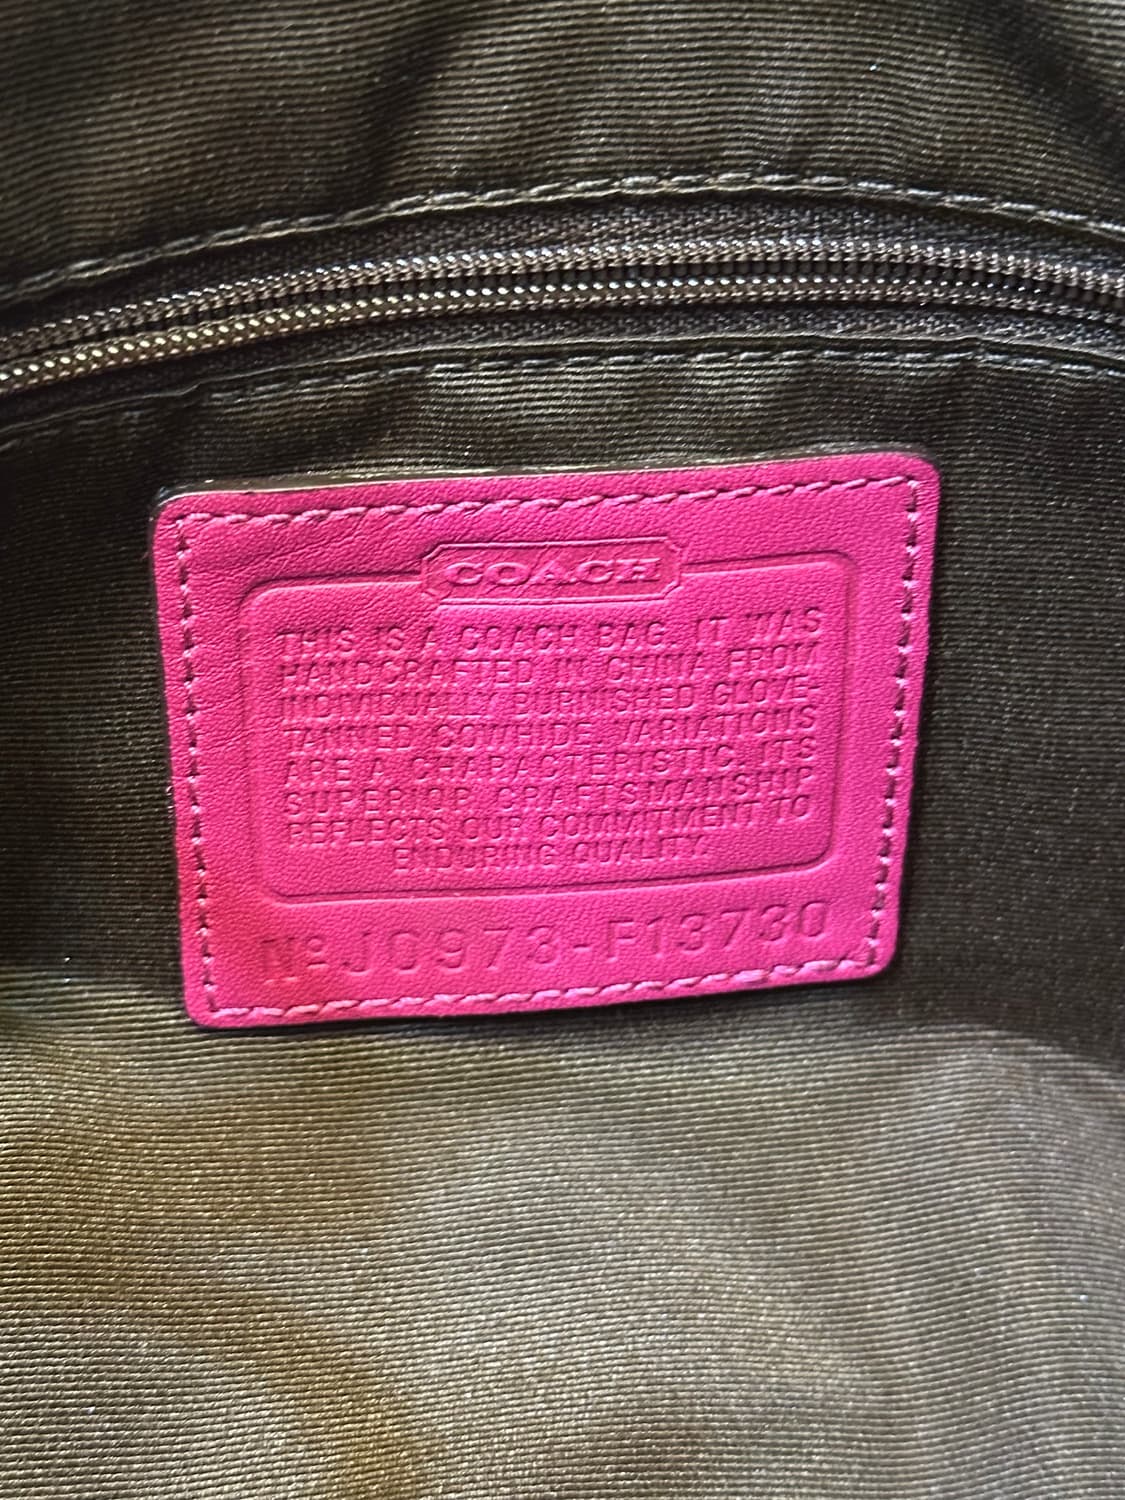 COACH
THIS IS A COACH BAG. IT WAS
HANDCRAFTED IN CHINA FROM
INDIVIDUALLY BURNISHED GLOVE-
TANNED COWHIDE. VARIATIONS
ARE A CHARACTERISTIC. ITS
SUPERIOR CRAFTSMANSHIP
REFLECTS OUR COMMITMENT TO
ENDURING QUALITY.
Nº J0973-F13730